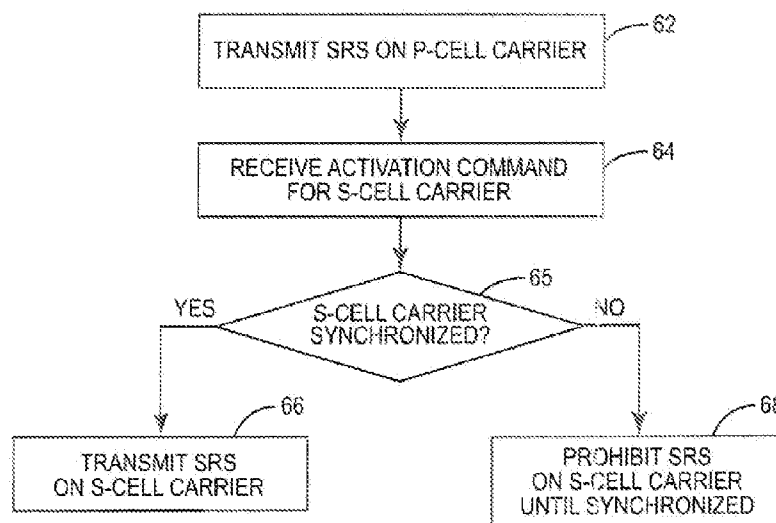 62
TRANSMIT SRS ON P-CELL CARRIER
64
RECEIVE ACTIVATION COMMAND
FOR S-CELL CARRIER
65
YES
S-CELL CARRIER
SYNCHRONIZED?
NO
66
TRANSMIT SRS
ON S-CELL CARRIER
68
PROHIBIT SRS
ON S-CELL CARRIER
UNTIL SYNCHRONIZED